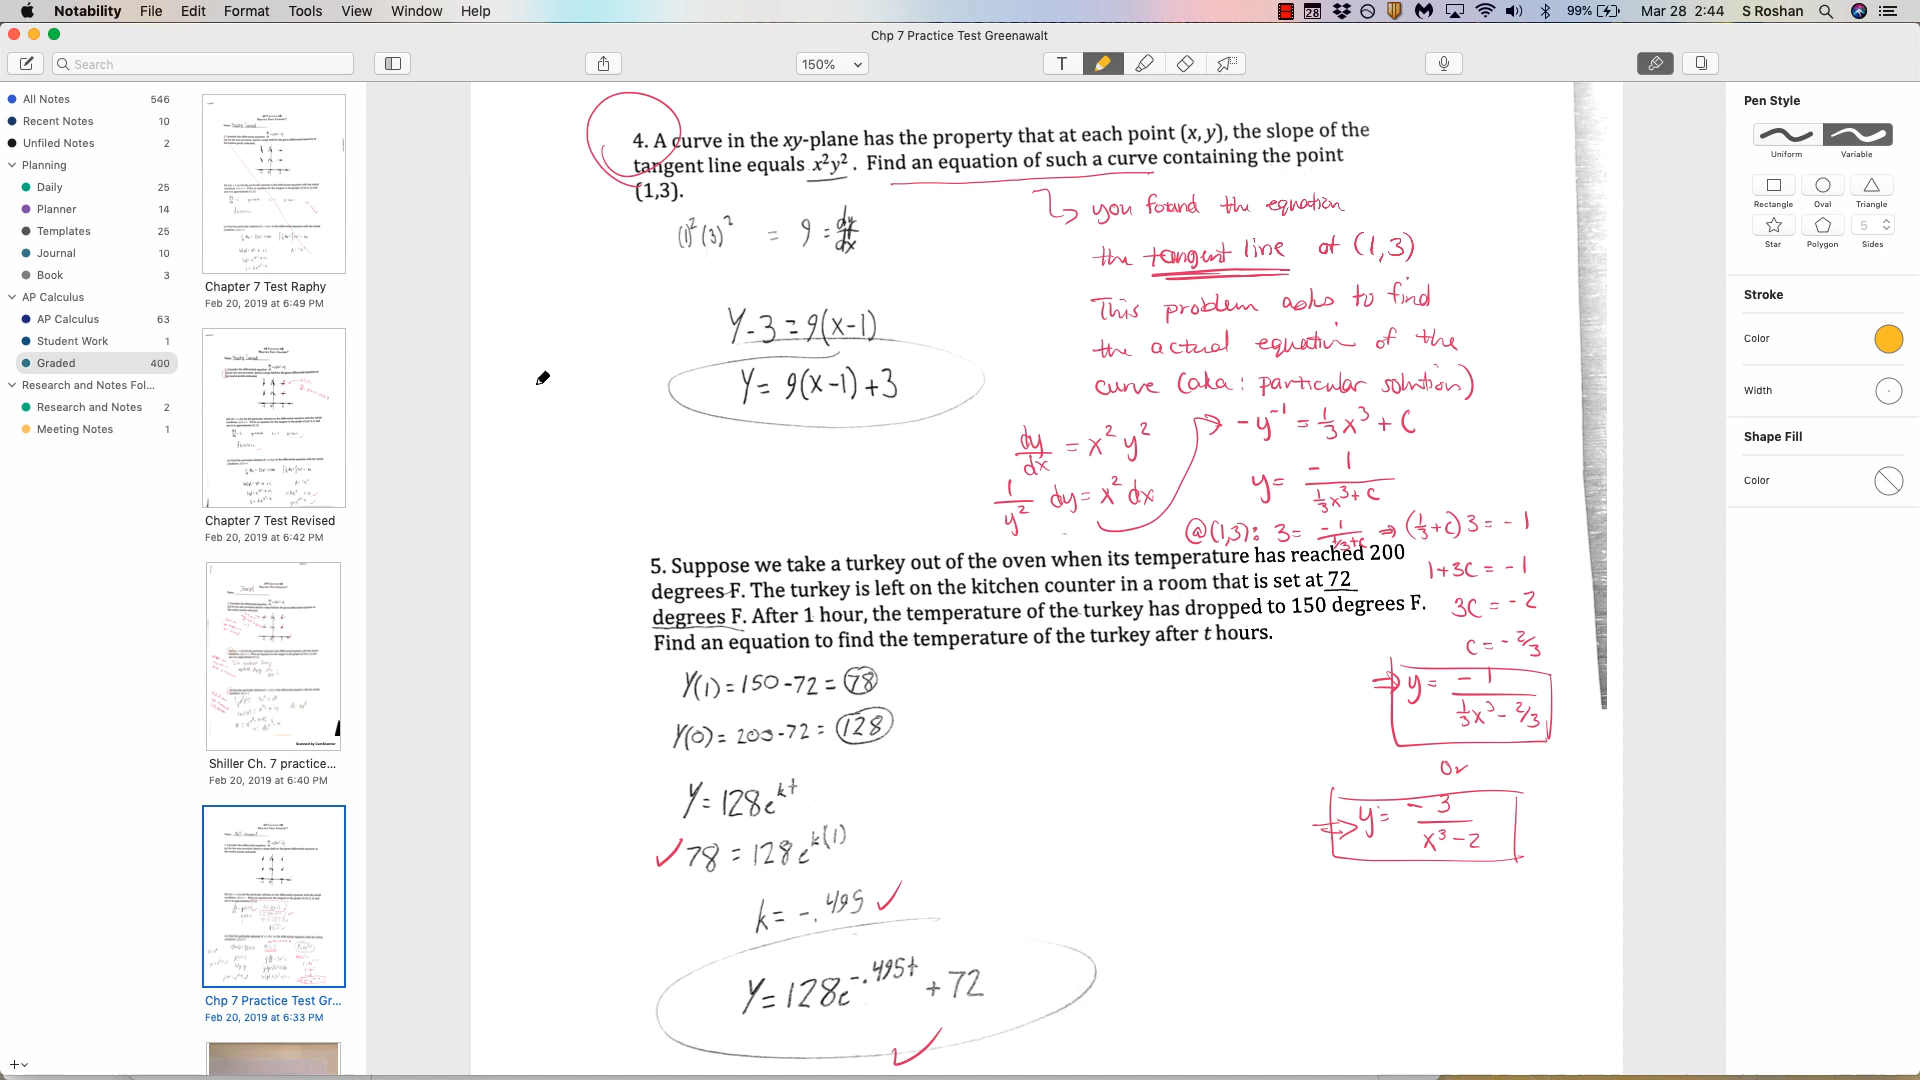 Notability File Edit Format Tools View Window Help
28 99% Mar 28 2:44 S Roshan
Chp 7 Practice Test Greenawalt
Search
150%
T
All Notes 546
Recent Notes 10
Unfiled Notes 2
Planning
Daily 25
Planner 14
Templates 25
Journal 10
Book 3
AP Calculus
AP Calculus 63
Student Work 1
Graded 400
Research and Notes Fol...
Research and Notes 2
Meeting Notes 1
Chapter 7 Test Raphy
Feb 20, 2019 at 6:49 PM
Chapter 7 Test Revised
Feb 20, 2019 at 6:42 PM
Shiller Ch. 7 practice...
Feb 20, 2019 at 6:40 PM
Chp 7 Practice Test Gr...
Feb 20, 2019 at 6:33 PM
4. A curve in the xy-plane has the property that at each point (x, y), the slope of the
tangent line equals x²y². Find an equation of such a curve containing the point
(1,3).
(1)²(3)² = 9 = dy/dx
y-3 = 9(x-1)
y = 9(x-1)+3
you found the equation
the tangent line at (1,3)
This problem asks to find
the actual equation of the
curve (aka: particular solution)
dy/dx = x² y²
1/y² dy = x² dx
-y⁻¹ = 1/3 x³ + C
y = -1/(1/3 x³ + C)
@(1,3): 3 = -1/(1/3+C) ⇒ (1/3+C)3 = -1
1+3C = -1
3C = -2
C = -2/3
⇒ y = -1/(1/3 x³ - 2/3)
Or
⇒ y = -3/(x³-2)
5. Suppose we take a turkey out of the oven when its temperature has reached 200
degrees F. The turkey is left on the kitchen counter in a room that is set at 72
degrees F. After 1 hour, the temperature of the turkey has dropped to 150 degrees F.
Find an equation to find the temperature of the turkey after t hours.
y(1) = 150-72 = 78
y(0) = 200-72 = 128
y = 128e^kt
✓ 78 = 128e^k(1)
k = -.495 ✓
y = 128e^-.495t + 72
✓
Pen Style
Uniform Variable
Rectangle Oval Triangle
5
Star Polygon Sides
Stroke
Color
Width
Shape Fill
Color